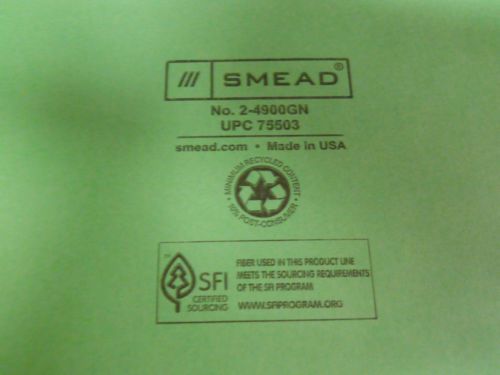 SMEAD®
No. 2-4900GN
UPC 75503
smead.com • Made in USA
MINIMUM RECYCLED CONTENT
• 10% POST-CONSUMER •
™
SFI
CERTIFIED
SOURCING
FIBER USED IN THIS PRODUCT LINE
MEETS THE SOURCING REQUIREMENTS
OF THE SFI PROGRAM
WWW.SFIPROGRAM.ORG